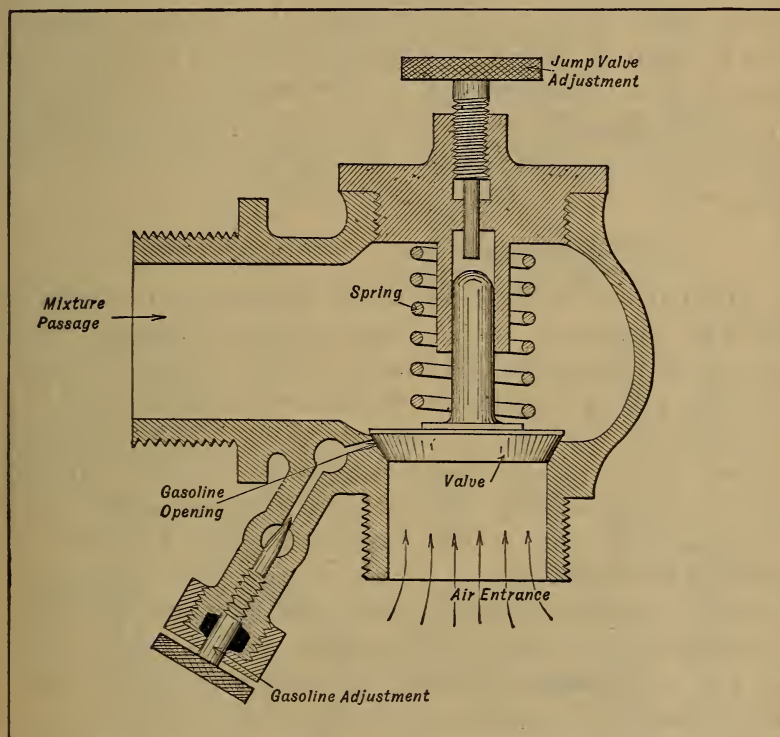 Jump Valve
Adjustment
Mixture
Passage
Spring
Gasoline
Opening
Valve
Air Entrance
Gasoline Adjustment